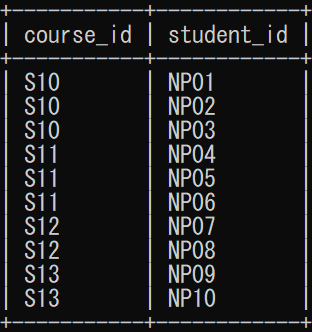 +-----------+------------+
| course_id | student_id |
+-----------+------------+
| S10       | NP01       |
| S10       | NP02       |
| S10       | NP03       |
| S11       | NP04       |
| S11       | NP05       |
| S11       | NP06       |
| S12       | NP07       |
| S12       | NP08       |
| S13       | NP09       |
| S13       | NP10       |
+-----------+------------+